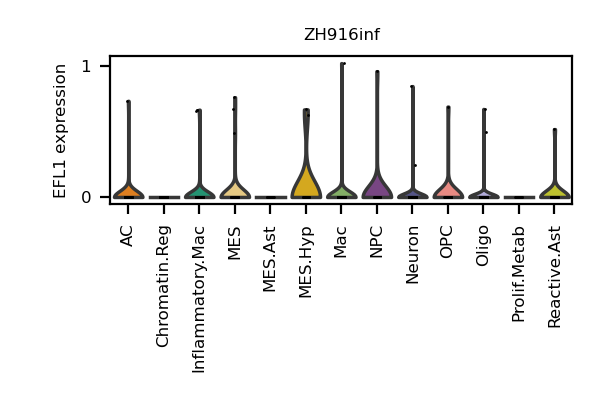 ZH916inf
EFL1 expression
1
0
AC
Chromatin.Reg
Inflammatory.Mac
MES
MES.Ast
MES.Hyp
Mac
NPC
Neuron
OPC
Oligo
Prolif.Metab
Reactive.Ast